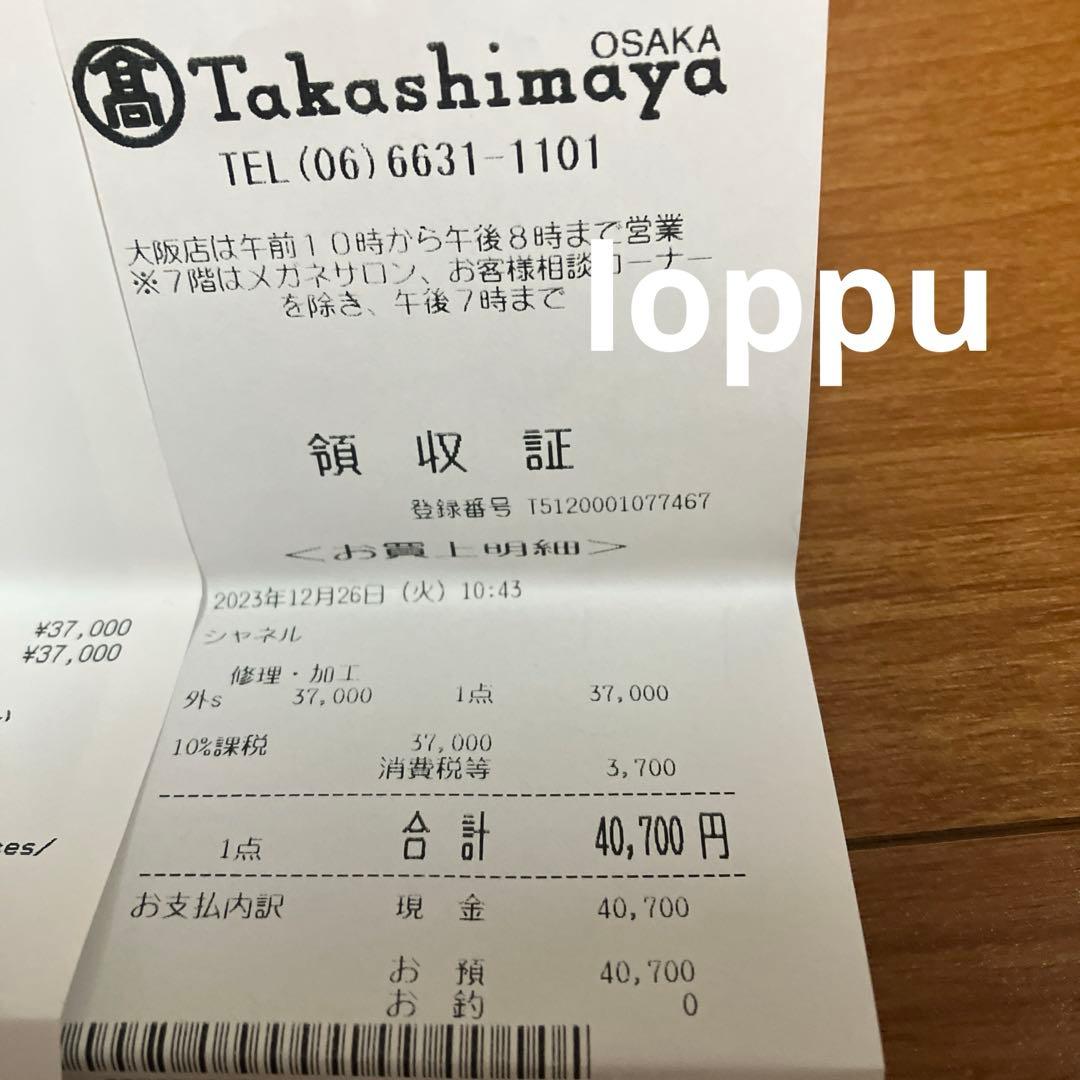 高 Takashimaya OSAKA
TEL(06)6631-1101
大阪店は午前10時から午後8時まで営業
※7階はメガネサロン、お客様相談コーナー
を除き、午後7時まで
loppu
領 収 証
登録番号 T5120001077467
<お買上明細>
2023年12月26日(火)10:43
シャネル
修理・加工
外s 37,000 1点 37,000
10%課税 37,000
消費税等 3,700
1点 合 計 40,700 円
お支払内訳 現 金 40,700
お 預 40,700
お 釣 0
¥37,000
¥37,000
es/